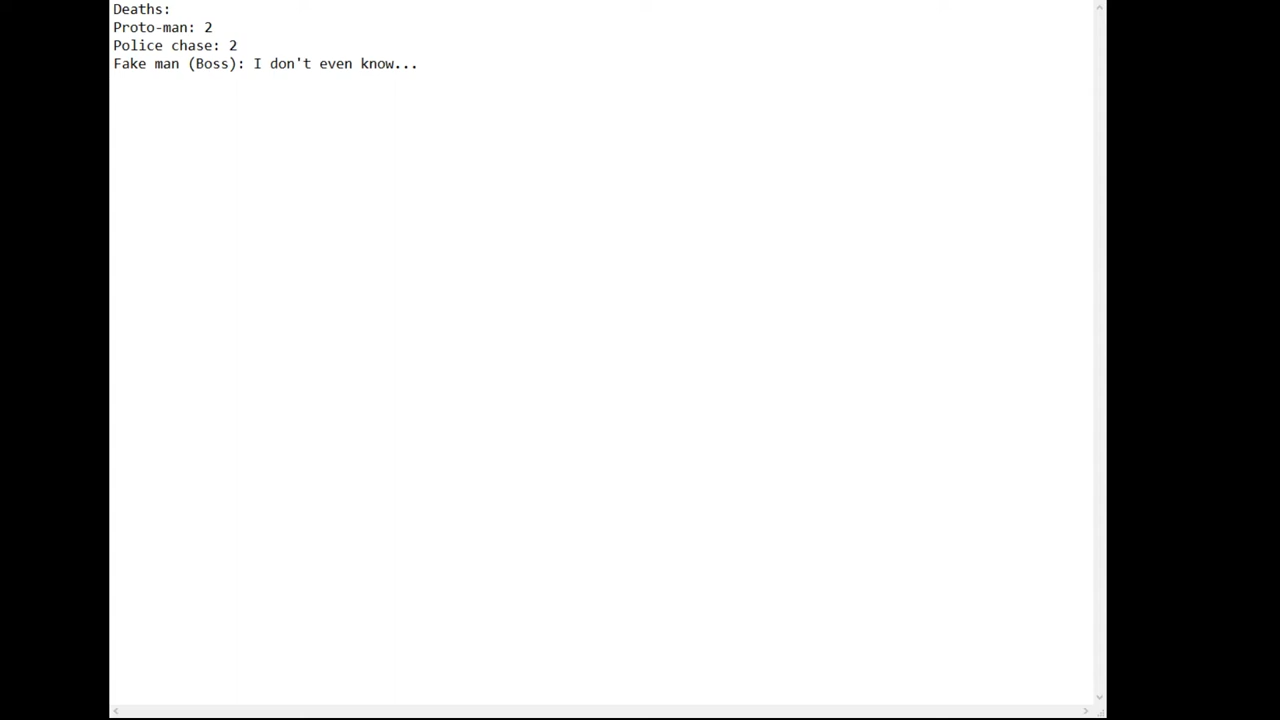 Deaths:
Proto-man: 2
Police chase: 2
Fake man (Boss): I don't even know...